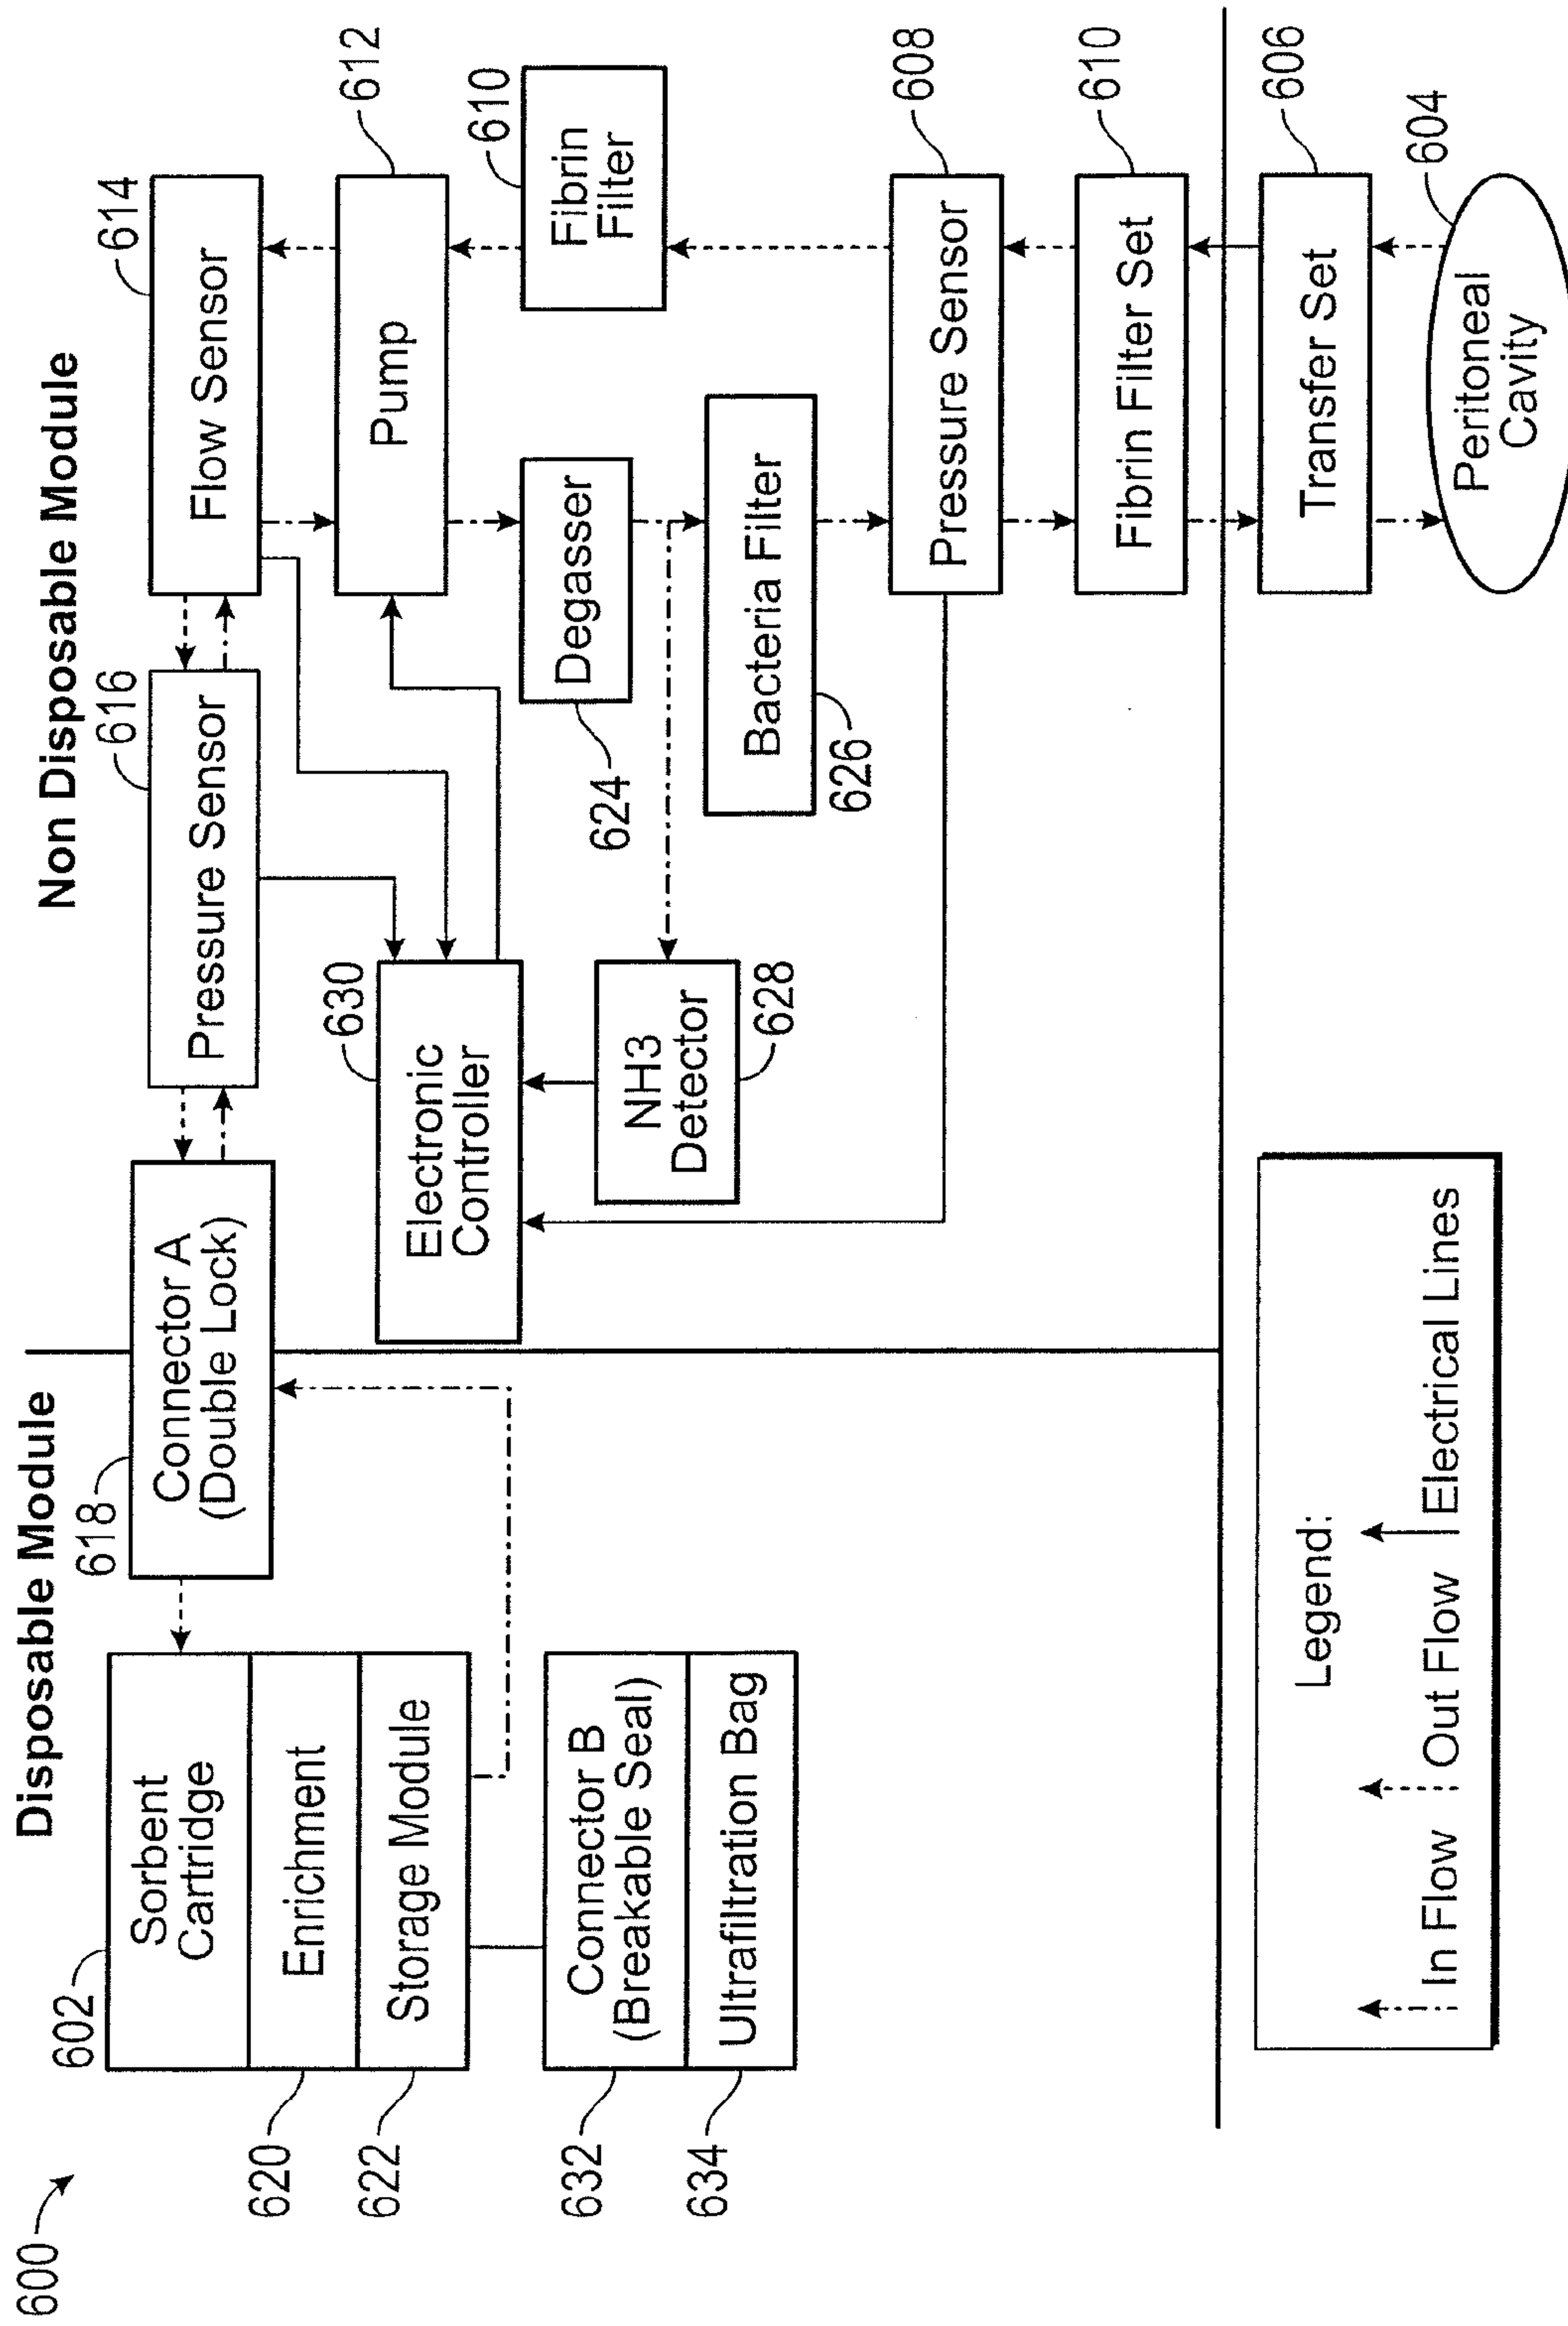 600
Disposable Module
Non Disposable Module
602
Sorbent
Cartridge
620
Enrichment
622
Storage Module
632
Connector B
(Breakable Seal)
634
Ultrafiltration Bag
618
Connector A
(Double Lock)
616
Pressure Sensor
614
Flow Sensor
630
Electronic
Controller
612
Pump
NH3
Detector
628
624
Degasser
610
Fibrin
Filter
Bacteria Filter
626
608
Pressure Sensor
610
Fibrin Filter Set
606
Transfer Set
604
Peritoneal
Cavity
Legend:
In Flow
Out Flow
Electrical Lines